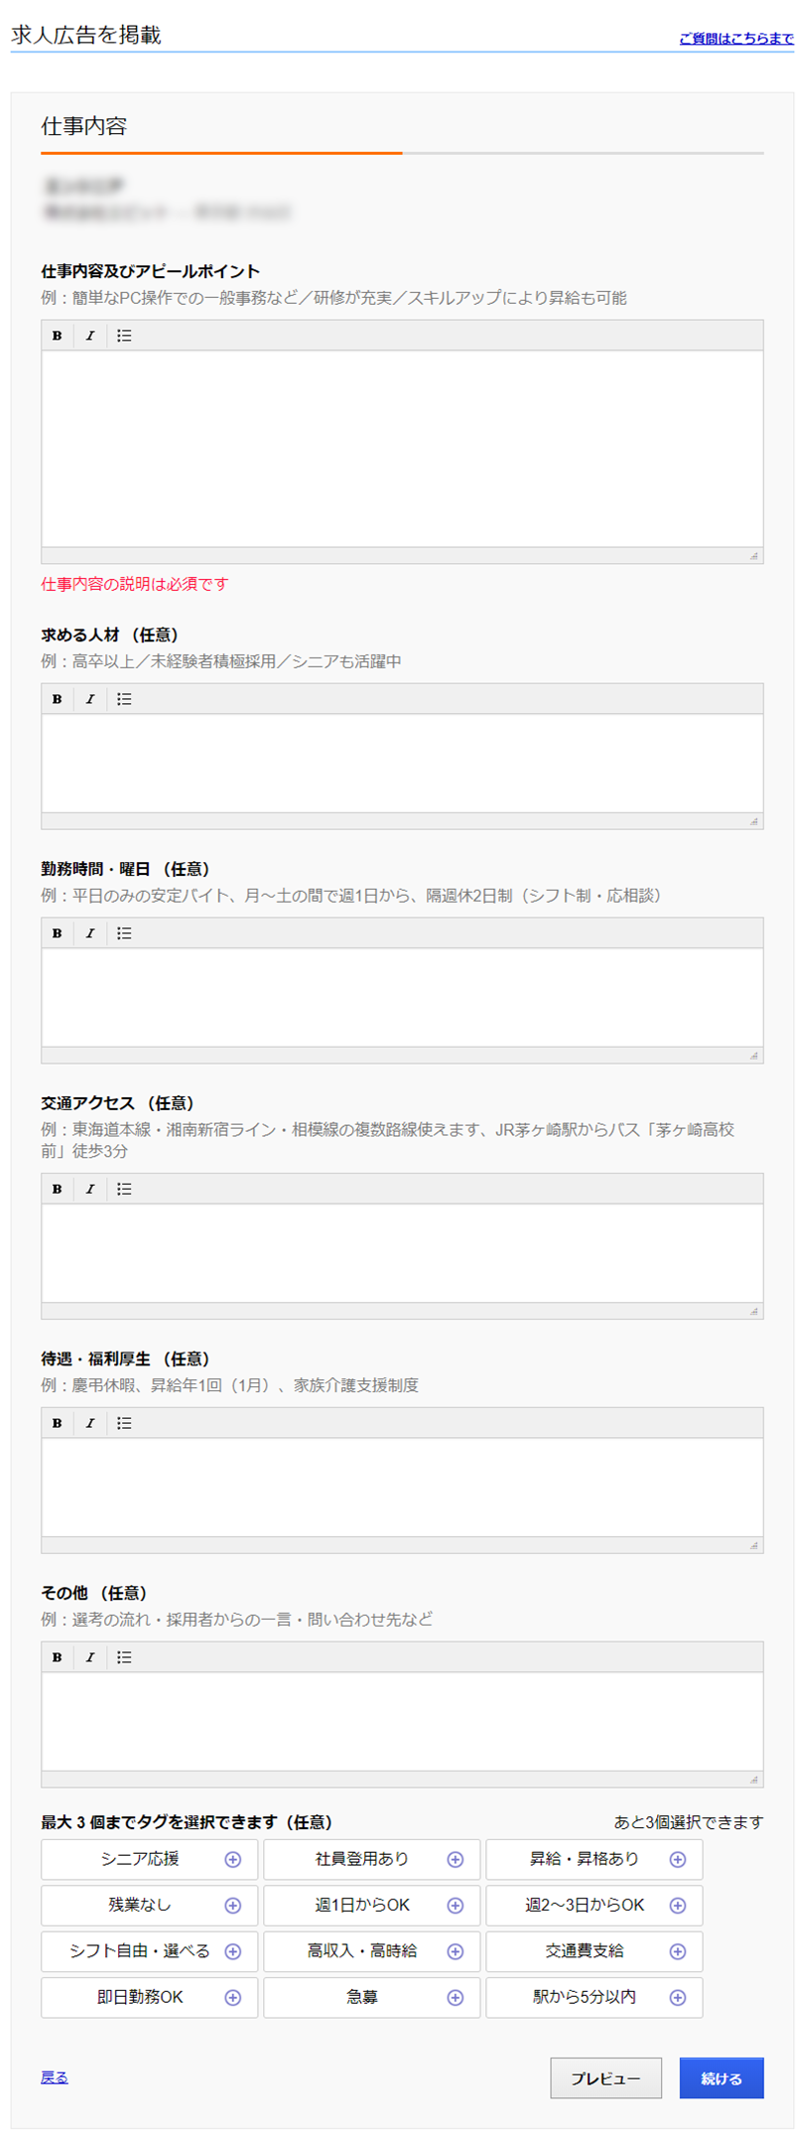 求人広告を掲載
ご質問はこちらまで
仕事内容
仕事内容及びアピールポイント
例：簡単なPC操作での一般事務など／研修が充実／スキルアップにより昇給も可能
B I
仕事内容の説明は必須です
求める人材 （任意）
例：高卒以上／未経験者積極採用／シニアも活躍中
B I
勤務時間・曜日 （任意）
例：平日のみの安定バイト、月～土の間で週1日から、隔週休2日制（シフト制・応相談）
B I
交通アクセス （任意）
例：東海道本線・湘南新宿ライン・相模線の複数路線使えます、JR茅ヶ崎駅からバス「茅ヶ崎高校
前」徒歩3分
B I
待遇・福利厚生 （任意）
例：慶弔休暇、昇給年1回（1月）、家族介護支援制度
B I
その他 （任意）
例：選考の流れ・採用者からの一言・問い合わせ先など
B I
最大 3 個までタグを選択できます（任意） あと3個選択できます
シニア応援 社員登用あり 昇給・昇格あり
残業なし 週1日からOK 週2～3日からOK
シフト自由・選べる 高収入・高時給 交通費支給
即日勤務OK 急募 駅から5分以内
戻る プレビュー 続ける